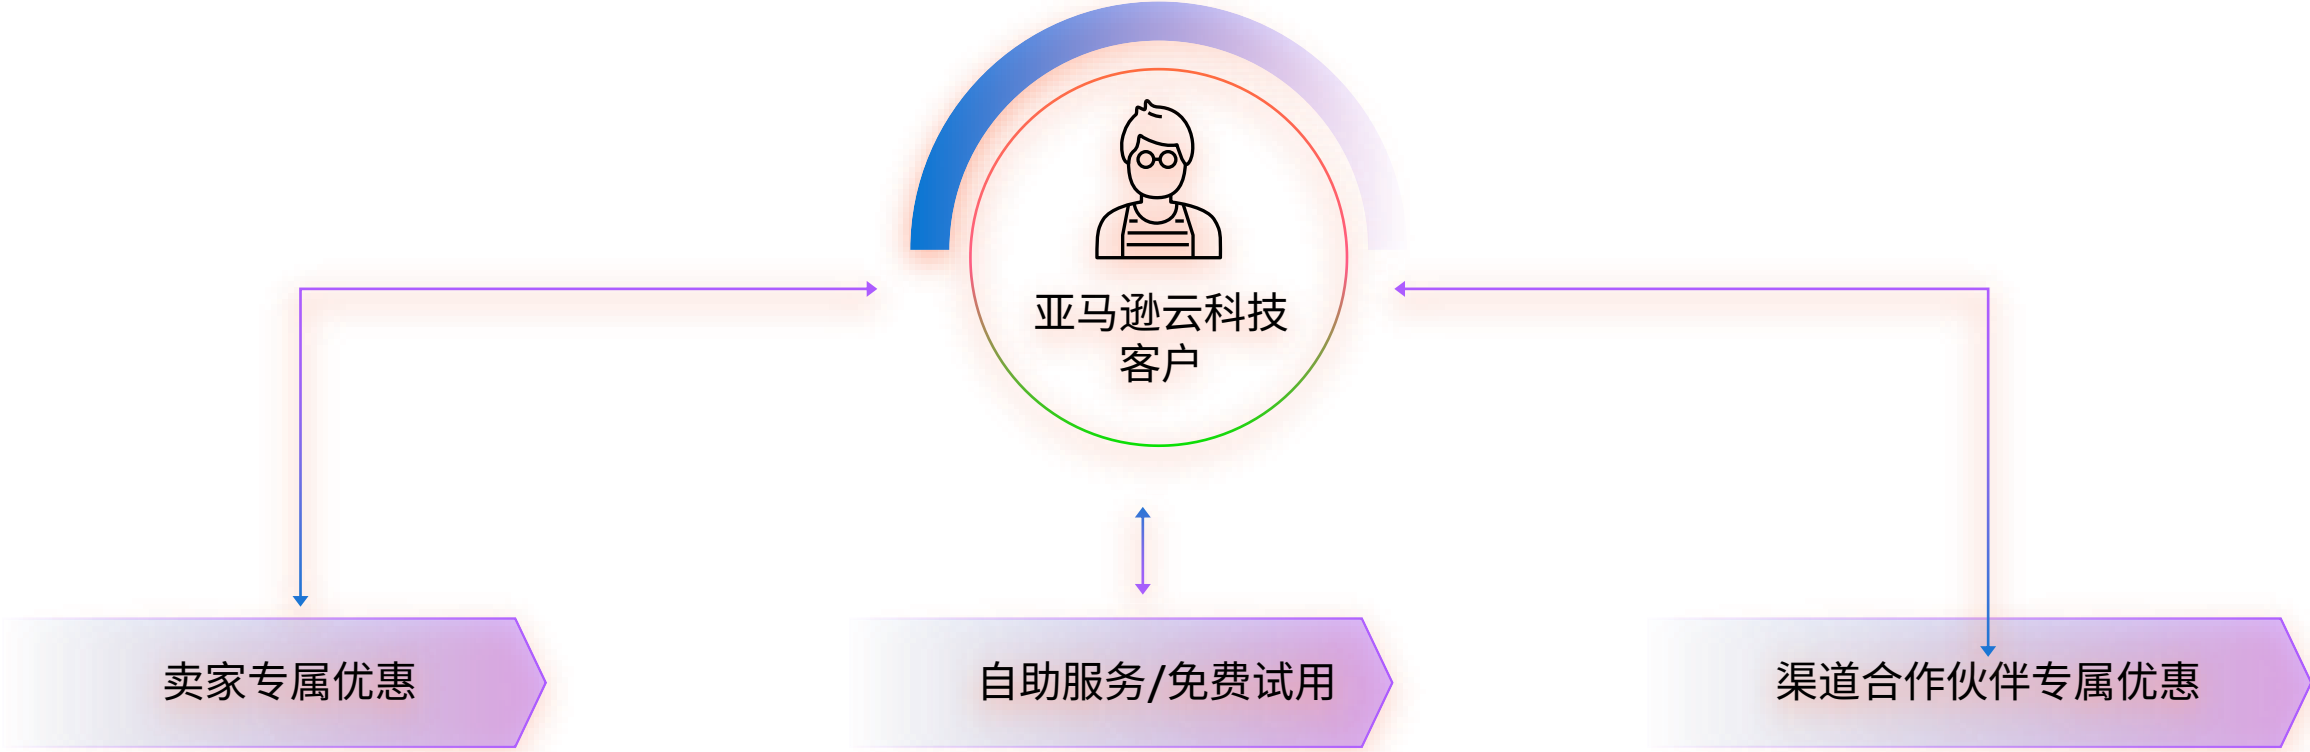 亚马逊云科技
客户
卖家专属优惠
自助服务/免费试用
渠道合作伙伴专属优惠